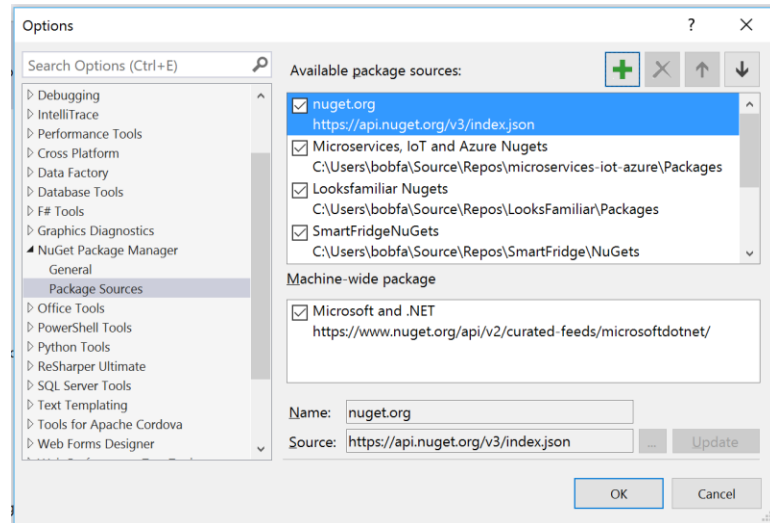 Options
?
Search Options (Ctrl+E)
Debugging
IntelliTrace
Performance Tools
Cross Platform
Data Factory
Database Tools
F# Tools
Graphics Diagnostics
NuGet Package Manager
General
Package Sources
Office Tools
PowerShell Tools
Python Tools
ReSharper Ultimate
SQL Server Tools
Text Templating
Tools for Apache Cordova
Web Forms Designer
Available package sources:
nuget.org
https://api.nuget.org/v3/index.json
Microservices, IoT and Azure Nugets
C:\Users\bobfa\Source\Repos\microservices-iot-azure\Packages
Looksfamiliar Nugets
C:\Users\bobfa\Source\Repos\LooksFamiliar\Packages
SmartFridgeNuGets
C:\Users\bobfa\Source\Repos\SmartFridge\NuGets
Machine-wide package
Microsoft and .NET
https://www.nuget.org/api/v2/curated-feeds/microsoftdotnet/
Name: nuget.org
Source: https://api.nuget.org/v3/index.json ... Update
OK Cancel